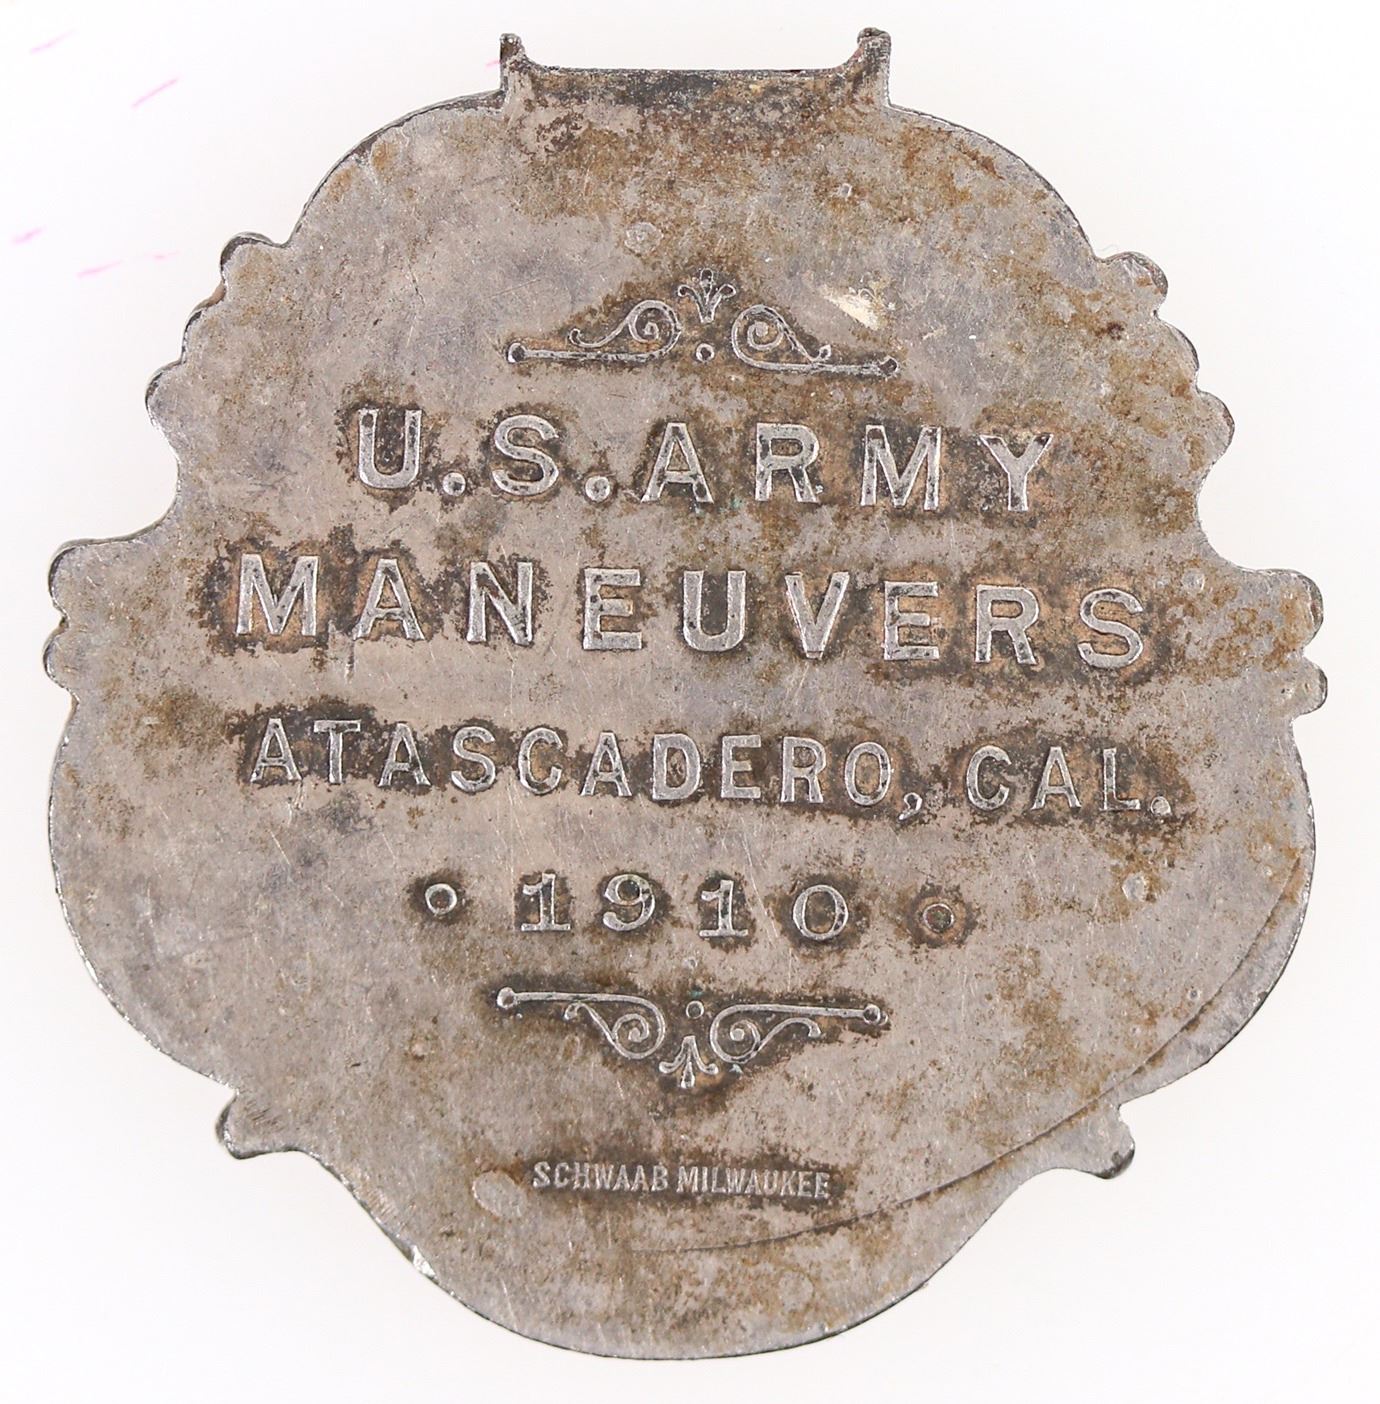 U.S. ARMY
MANEUVERS
ATASCADERO, CAL.
1910
SCHWAAB MILWAUKEE